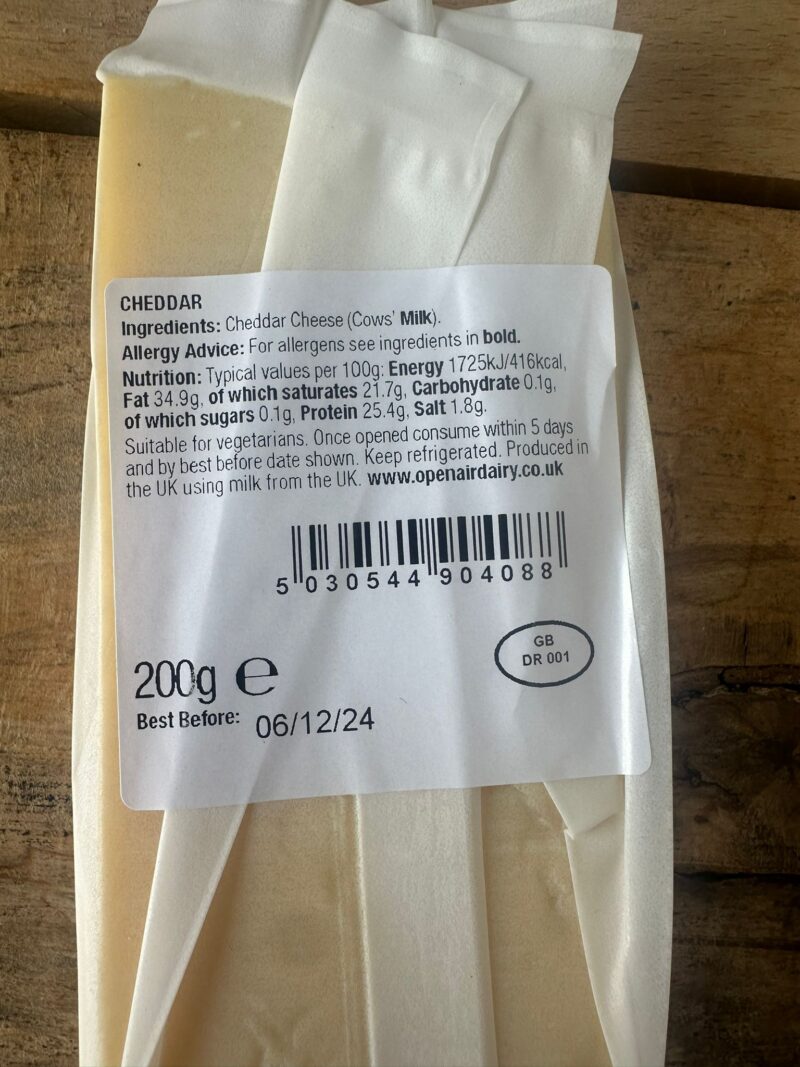 CHEDDAR
Ingredients: Cheddar Cheese (Cows' Milk).
Allergy Advice: For allergens see ingredients in bold.
Nutrition: Typical values per 100g: Energy 1725kJ/416kcal,
Fat 34.9g, of which saturates 21.7g, Carbohydrate 0.1g,
of which sugars 0.1g, Protein 25.4g, Salt 1.8g.
Suitable for vegetarians. Once opened consume within 5 days
and by best before date shown. Keep refrigerated. Produced in
the UK using milk from the UK. www.openairdairy.co.uk
5 030544 904088
GB
DR 001
200g e
Best Before: 06/12/24